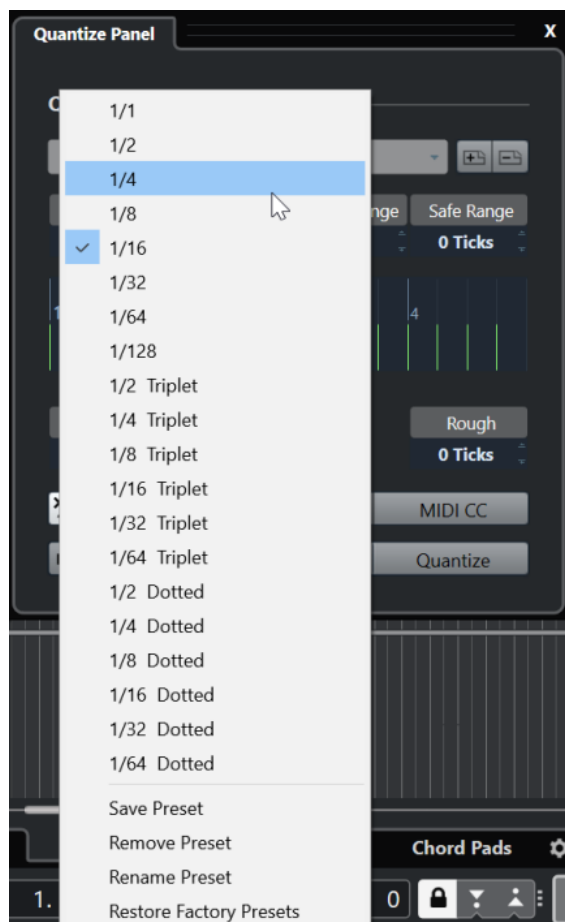 Quantize Panel X
1/1
1/2
1/4
1/8
Safe Range
1/16
0 Ticks
1/32
1/64
4
1/128
1/2 Triplet
1/4 Triplet
Rough
1/8 Triplet
0 Ticks
1/16 Triplet
1/32 Triplet
MIDI CC
1/64 Triplet
Quantize
1/2 Dotted
1/4 Dotted
1/8 Dotted
1/16 Dotted
1/32 Dotted
1/64 Dotted
Save Preset
Remove Preset
Chord Pads
Rename Preset
1.
0
Restore Factory Presets